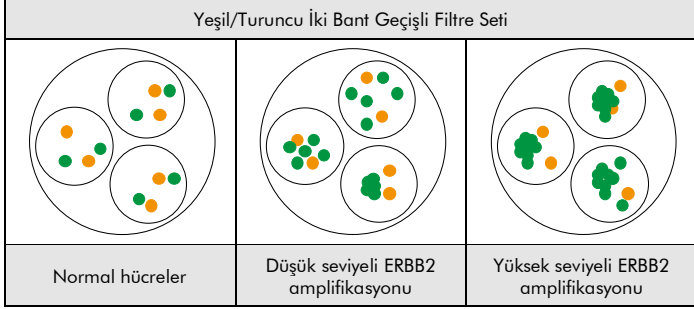 Yeşil/Turuncu İki Bant Geçişli Filtre Seti
Normal hücreler
Düşük seviyeli ERBB2
amplifikasyonu
Yüksek seviyeli ERBB2
amplifikasyonu